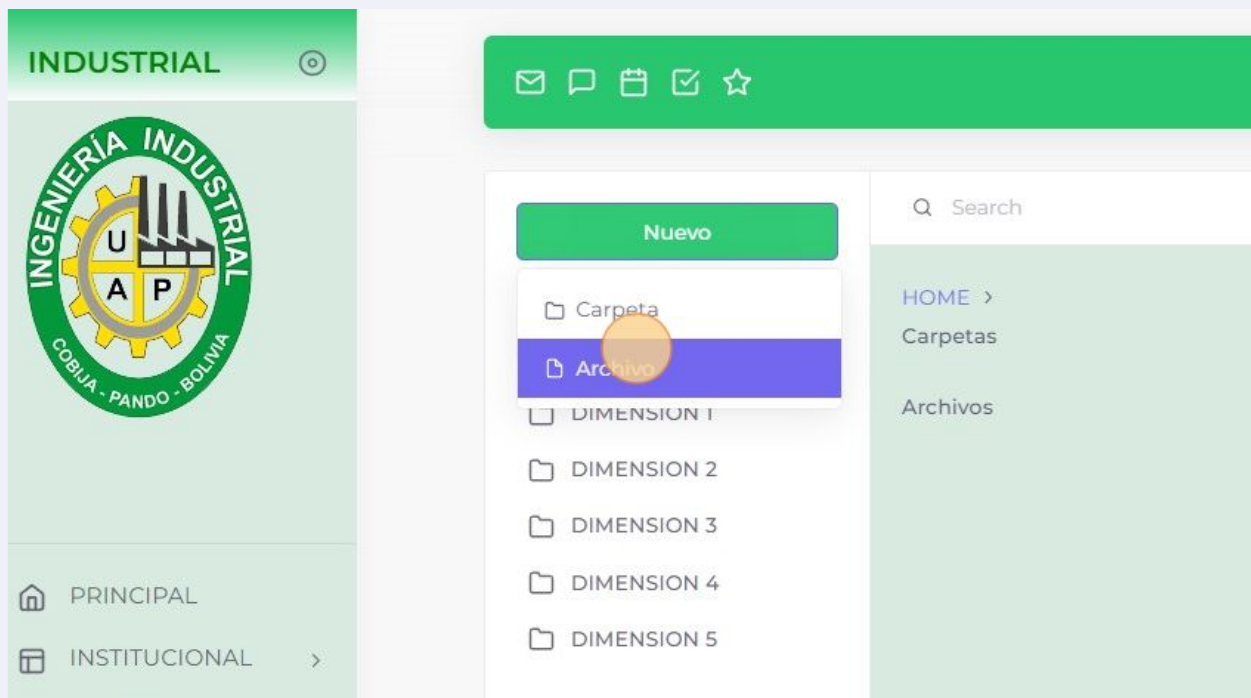 INDUSTRIAL
INGENIERÍA INDUSTRIAL
U
A P
COBIJA - PANDO - BOLIVIA
PRINCIPAL
INSTITUCIONAL
Nuevo
Carpeta
Archivo
DIMENSION 1
DIMENSION 2
DIMENSION 3
DIMENSION 4
DIMENSION 5
Search
HOME >
Carpetas
Archivos